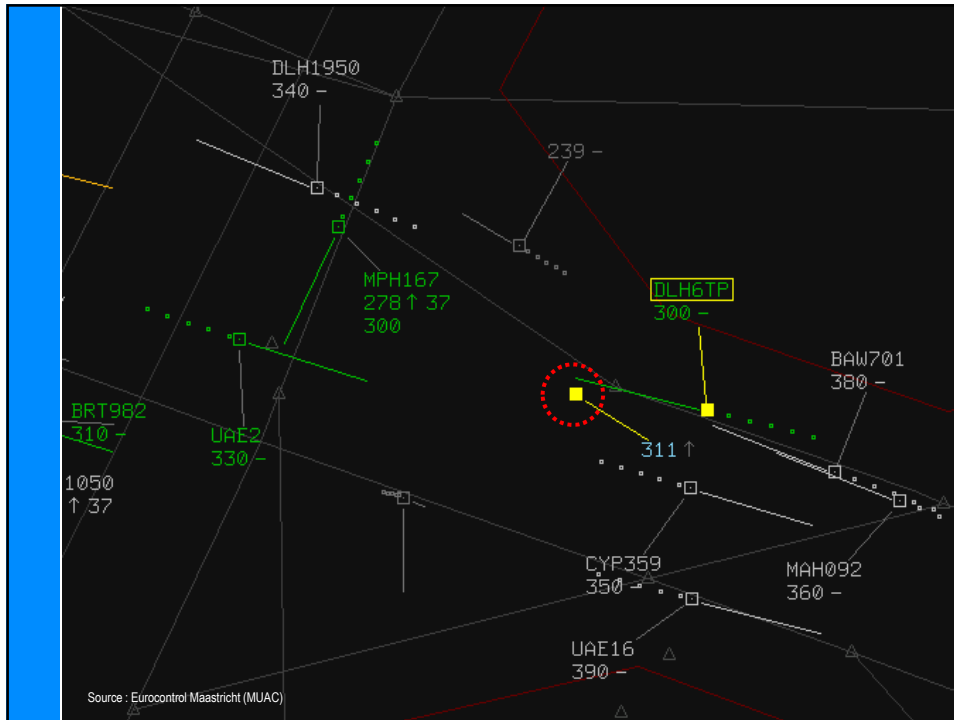 DLH1950
340 –
239 –
MPH167
278 ↑ 37
300
DLH6TP
300 –
BAW701
380 –
BRT982
310 –
UAE2
330 –
311 ↑
1050
↑ 37
CYP359
350 –
MAH092
360 –
UAE16
390 –
Source : Eurocontrol Maastricht (MUAC)